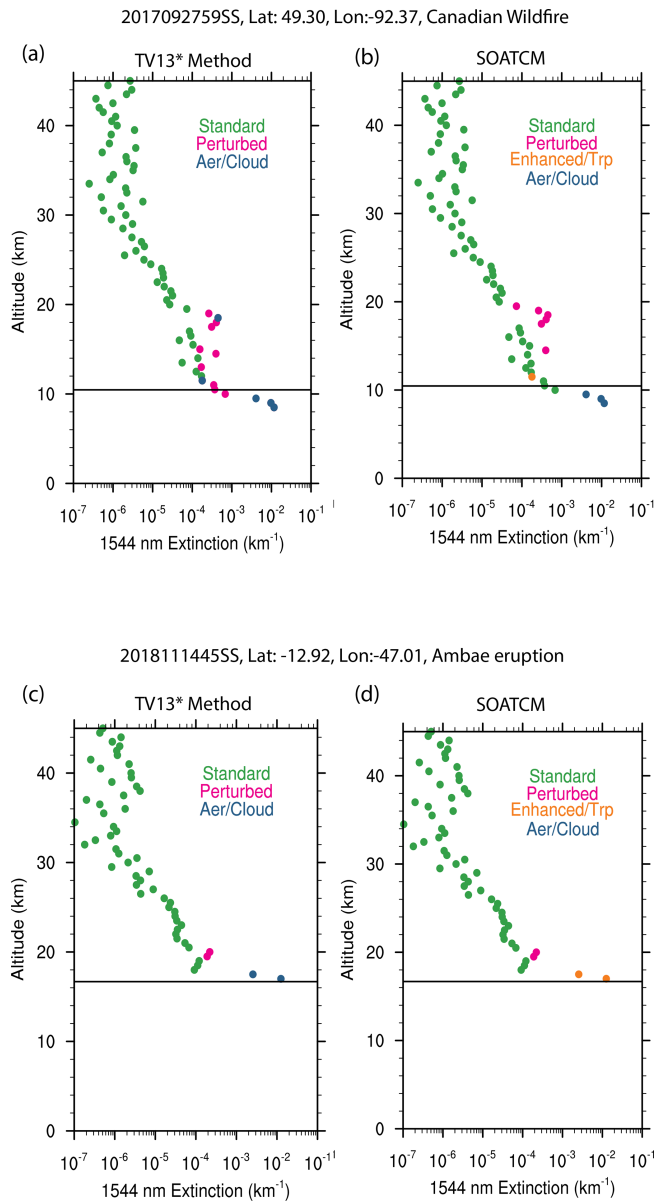 2017092759SS, Lat: 49.30, Lon:-92.37, Canadian Wildfire
(a)
TV13* Method
Standard
Perturbed
Aer/Cloud
Altitude (km)
40
30
20
10
0
10-7 10-6 10-5 10-4 10-3 10-2 10-1
1544 nm Extinction (km-1)
(b)
SOATCM
Standard
Perturbed
Enhanced/Trp
Aer/Cloud
Altitude (km)
40
30
20
10
0
10-7 10-6 10-5 10-4 10-3 10-2 10-1
1544 nm Extinction (km-1)
2018111445SS, Lat: -12.92, Lon:-47.01, Ambae eruption
(c)
TV13* Method
Standard
Perturbed
Aer/Cloud
Altitude (km)
40
30
20
10
0
10-7 10-6 10-5 10-4 10-3 10-2 10-1
1544 nm Extinction (km-1)
(d)
SOATCM
Standard
Perturbed
Enhanced/Trp
Aer/Cloud
Altitude (km)
40
30
20
10
0
10-7 10-6 10-5 10-4 10-3 10-2 10-1
1544 nm Extinction (km-1)